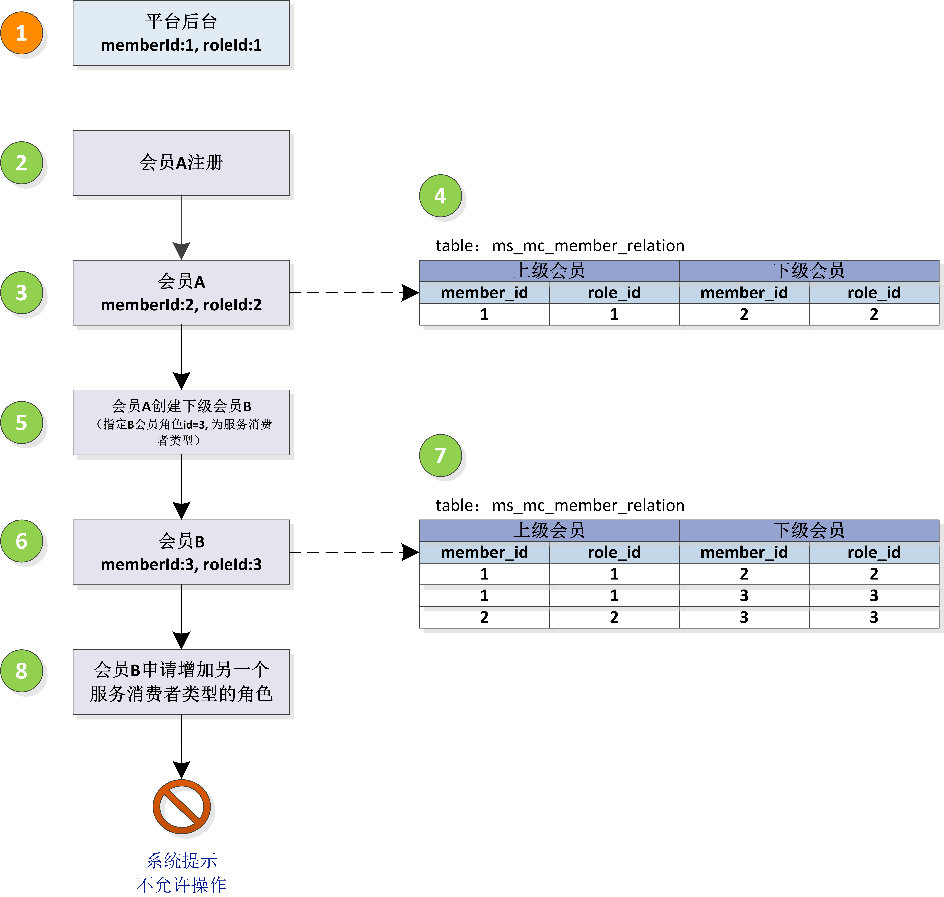 1
平台后台
memberId:1, roleId:1
2
会员A注册
3
会员A
memberId:2, roleId:2
4
table: ms_mc_member_relation
上级会员 下级会员
member_id role_id member_id role_id
1 1 2 2
5
会员A创建下级会员B
(指定B会员角色id=3, 为服务消费
者类型)
6
会员B
memberId:3, roleId:3
7
table: ms_mc_member_relation
上级会员 下级会员
member_id role_id member_id role_id
1 1 2 2
1 1 3 3
2 2 3 3
8
会员B申请增加另一个
服务消费者类型的角色
系统提示
不允许操作